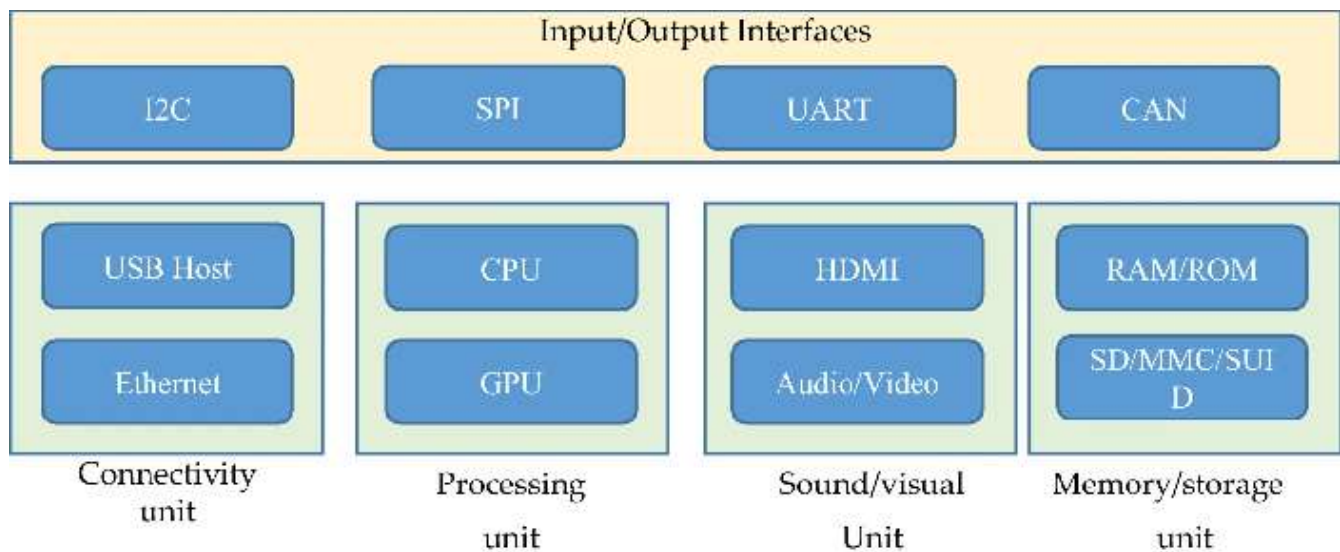 Input/Output Interfaces
I2C
SPI
UART
CAN
USB Host
CPU
HDMI
RAM/ROM
Ethernet
GPU
Audio/Video
SD/MMC/SUI
D
Connectivity
unit
Processing
unit
Sound/visual
Unit
Memory/storage
unit